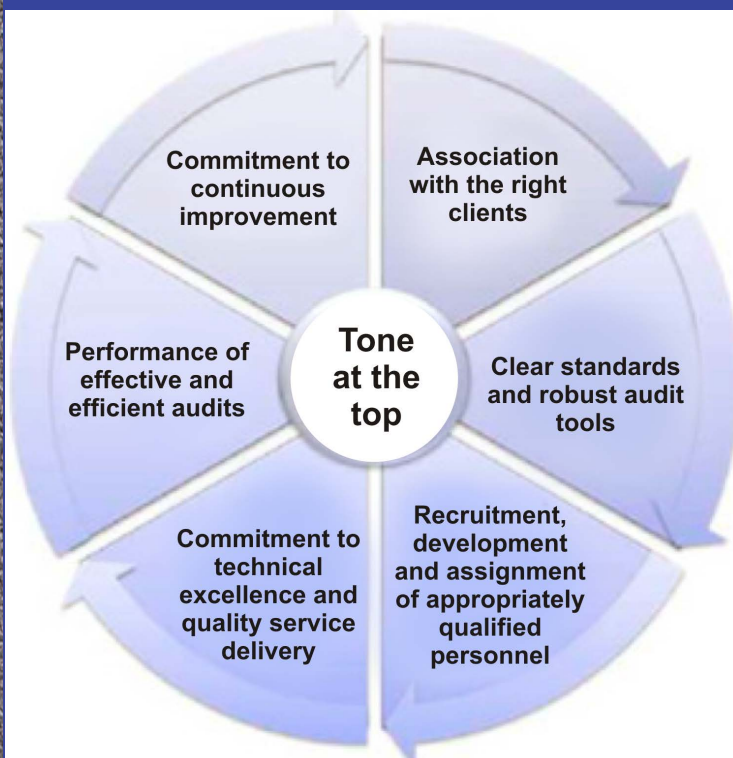 Commitment to
continuous
improvement
Association
with the right
clients
Tone
at the
top
Performance of
effective and
efficient audits
Clear standards
and robust audit
tools
Commitment to
technical
excellence and
quality service
delivery
Recruitment,
development
and assignment
of appropriately
qualified
personnel